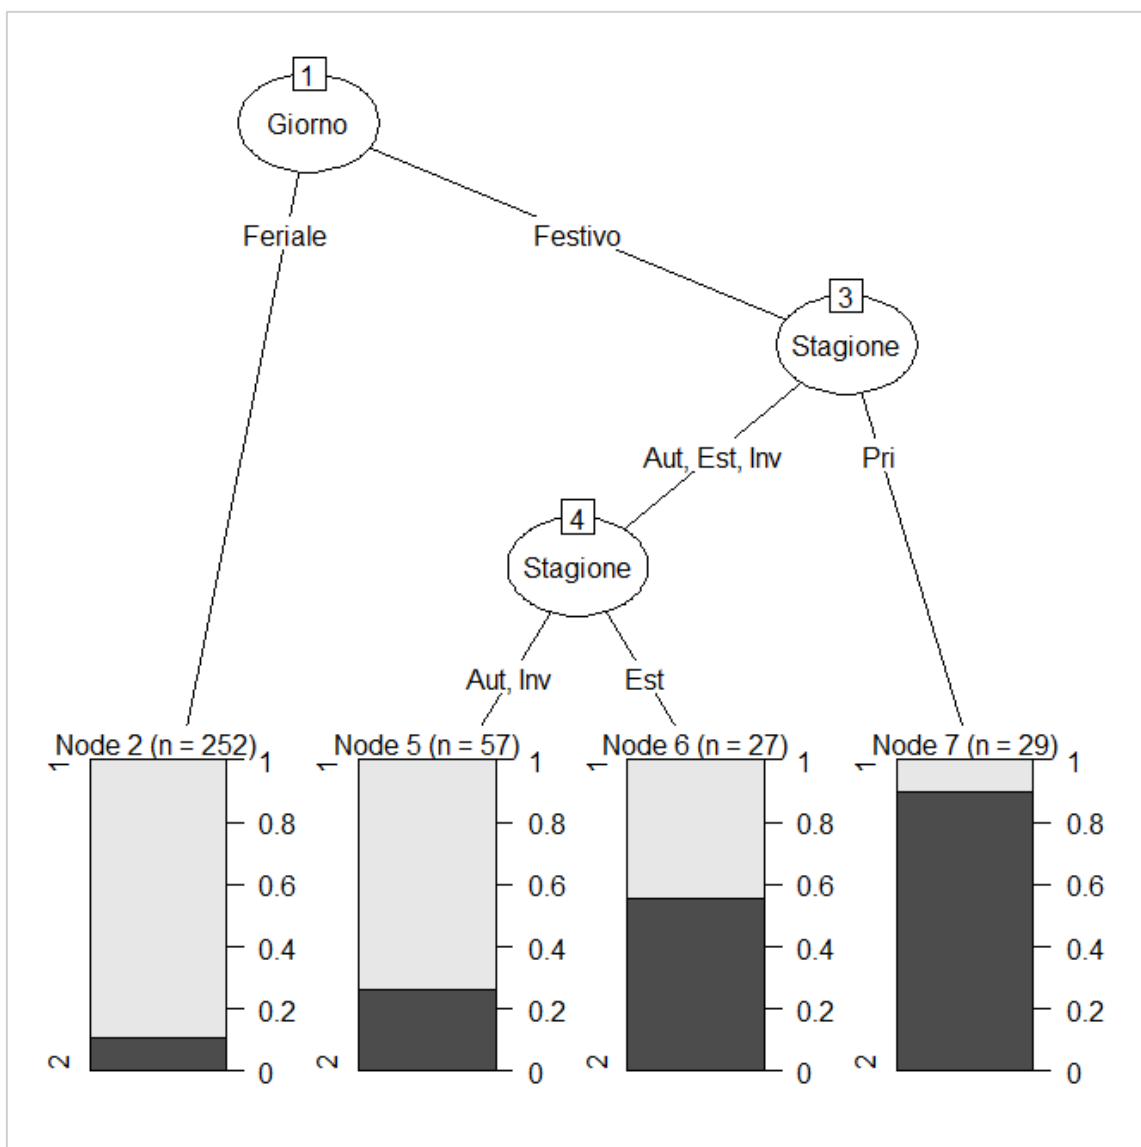 1
Giorno
Feriale
Festivo
3
Stagione
Aut, Est, Inv
Pri
4
Stagione
Aut, Inv
Est
Node 2 (n = 252)
1
2
1
0.8
0.6
0.4
0.2
0
Node 5 (n = 57)
1
2
1
0.8
0.6
0.4
0.2
0
Node 6 (n = 27)
1
2
1
0.8
0.6
0.4
0.2
0
Node 7 (n = 29)
1
2
1
0.8
0.6
0.4
0.2
0